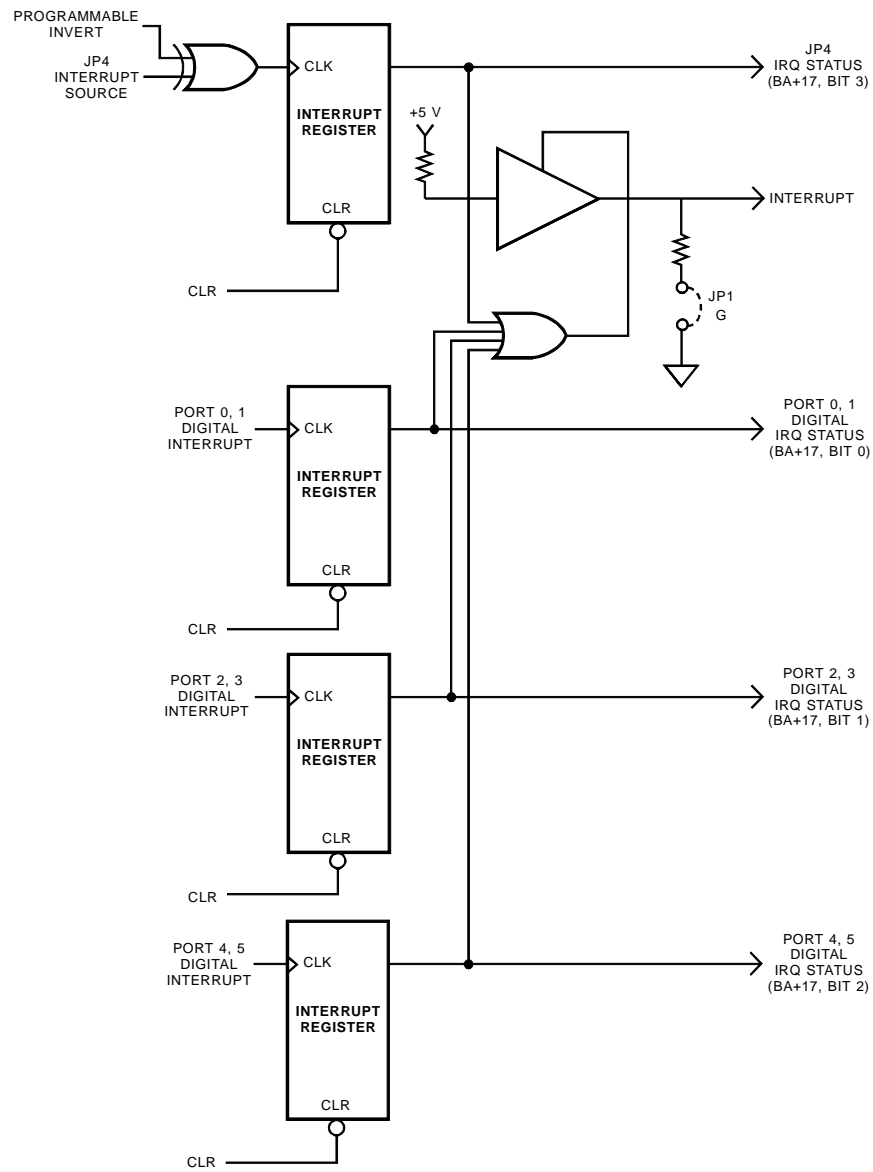 PROGRAMMABLE
INVERT
JP4
INTERRUPT
SOURCE
CLK
INTERRUPT
REGISTER
CLR
CLR
JP4
IRQ STATUS
(BA+17, BIT 3)
+5 V
INTERRUPT
JP1
G
PORT 0, 1
DIGITAL
INTERRUPT
CLK
INTERRUPT
REGISTER
CLR
CLR
PORT 0, 1
DIGITAL
IRQ STATUS
(BA+17, BIT 0)
PORT 2, 3
DIGITAL
INTERRUPT
CLK
INTERRUPT
REGISTER
CLR
CLR
PORT 2, 3
DIGITAL
IRQ STATUS
(BA+17, BIT 1)
PORT 4, 5
DIGITAL
INTERRUPT
CLK
INTERRUPT
REGISTER
CLR
CLR
PORT 4, 5
DIGITAL
IRQ STATUS
(BA+17, BIT 2)